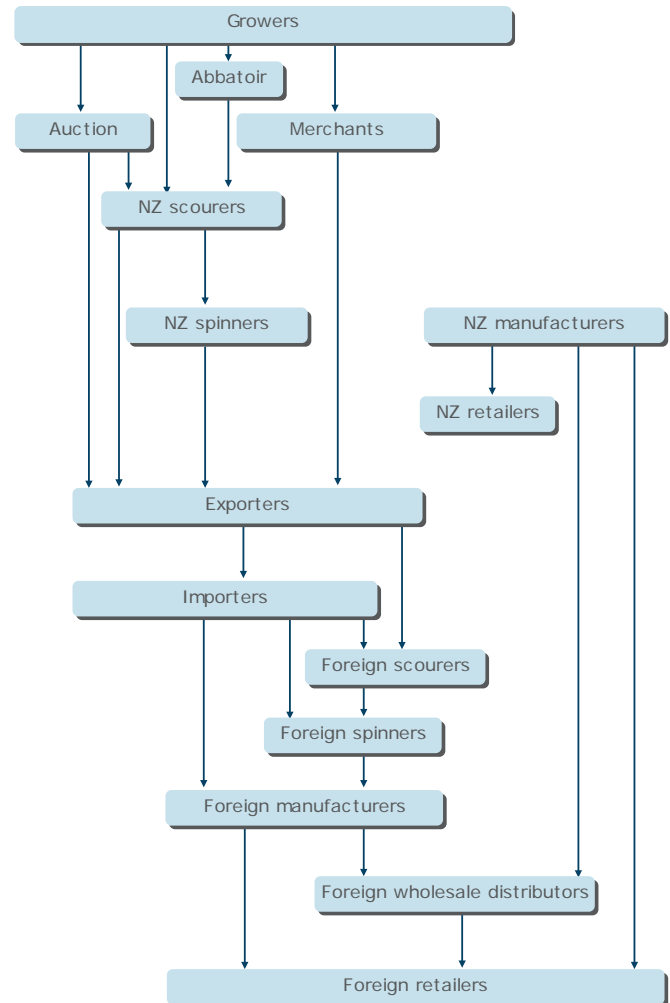 Growers
Abbatoir
Auction
Merchants
NZ scourers
NZ spinners
NZ manufacturers
NZ retailers
Exporters
Importers
Foreign scourers
Foreign spinners
Foreign manufacturers
Foreign wholesale distributors
Foreign retailers